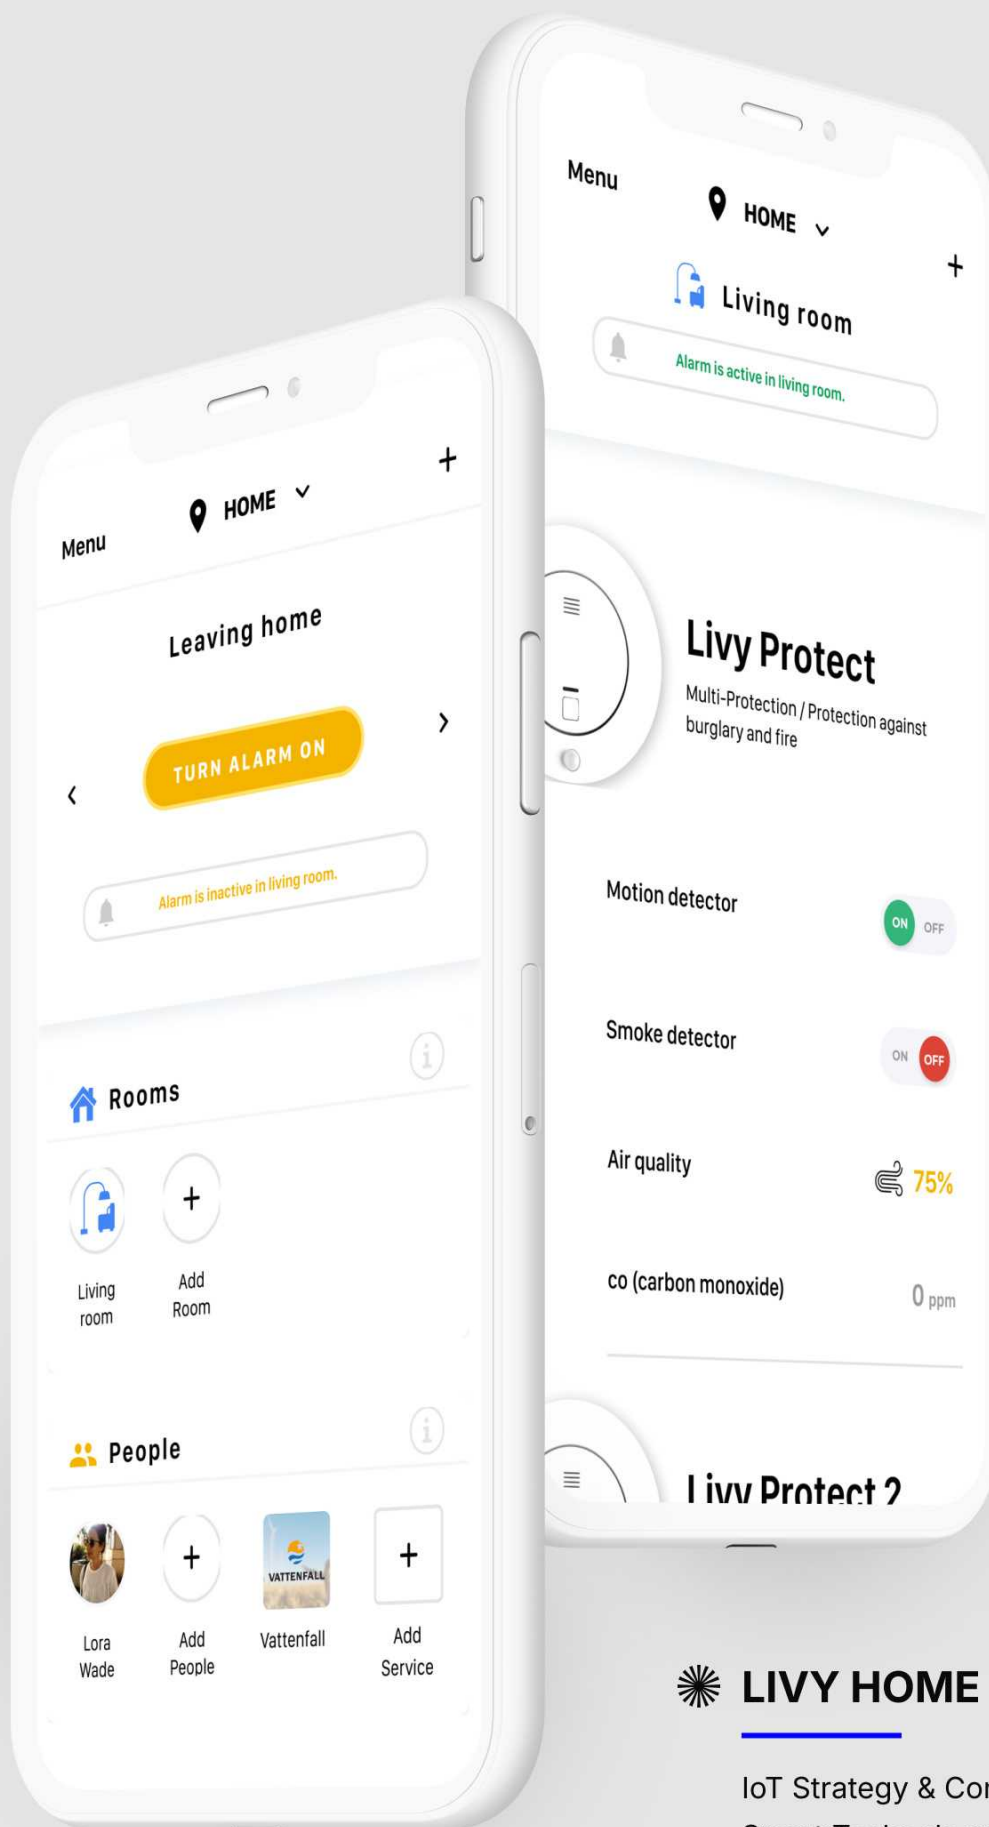 Menu
HOME
+
Living room
Alarm is active in living room.
Livy Protect
Multi-Protection / Protection against
burglary and fire
Motion detector
ON OFF
Smoke detector
ON OFF
Air quality
75%
co (carbon monoxide)
0 ppm
Livy Protect 2
Menu
HOME
+
Leaving home
TURN ALARM ON
Alarm is inactive in living room.
Rooms
i
+
Living
room
Add
Room
People
i
+
VATTENFALL
+
Lora
Wade
Add
People
Vattenfall
Add
Service
LIVY HOME
IoT Strategy &